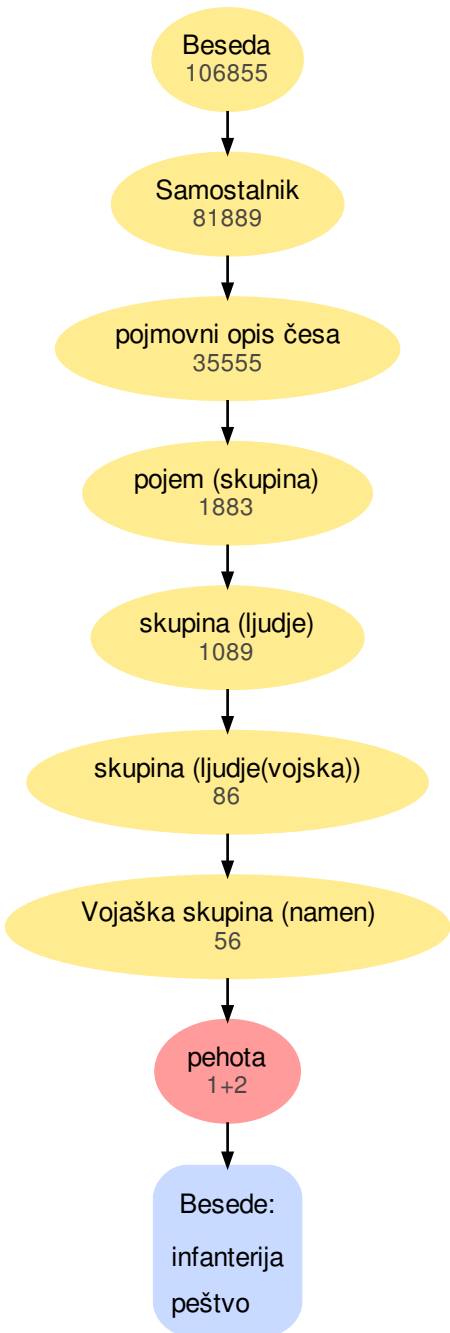 Beseda
106855
Samostalnik
81889
pojmovni opis česa
35555
pojem (skupina)
1883
skupina (ljudje)
1089
skupina (ljudje(vojska))
86
Vojaška skupina (namen)
56
pehota
1+2
Besede:
infanterija
peštvo